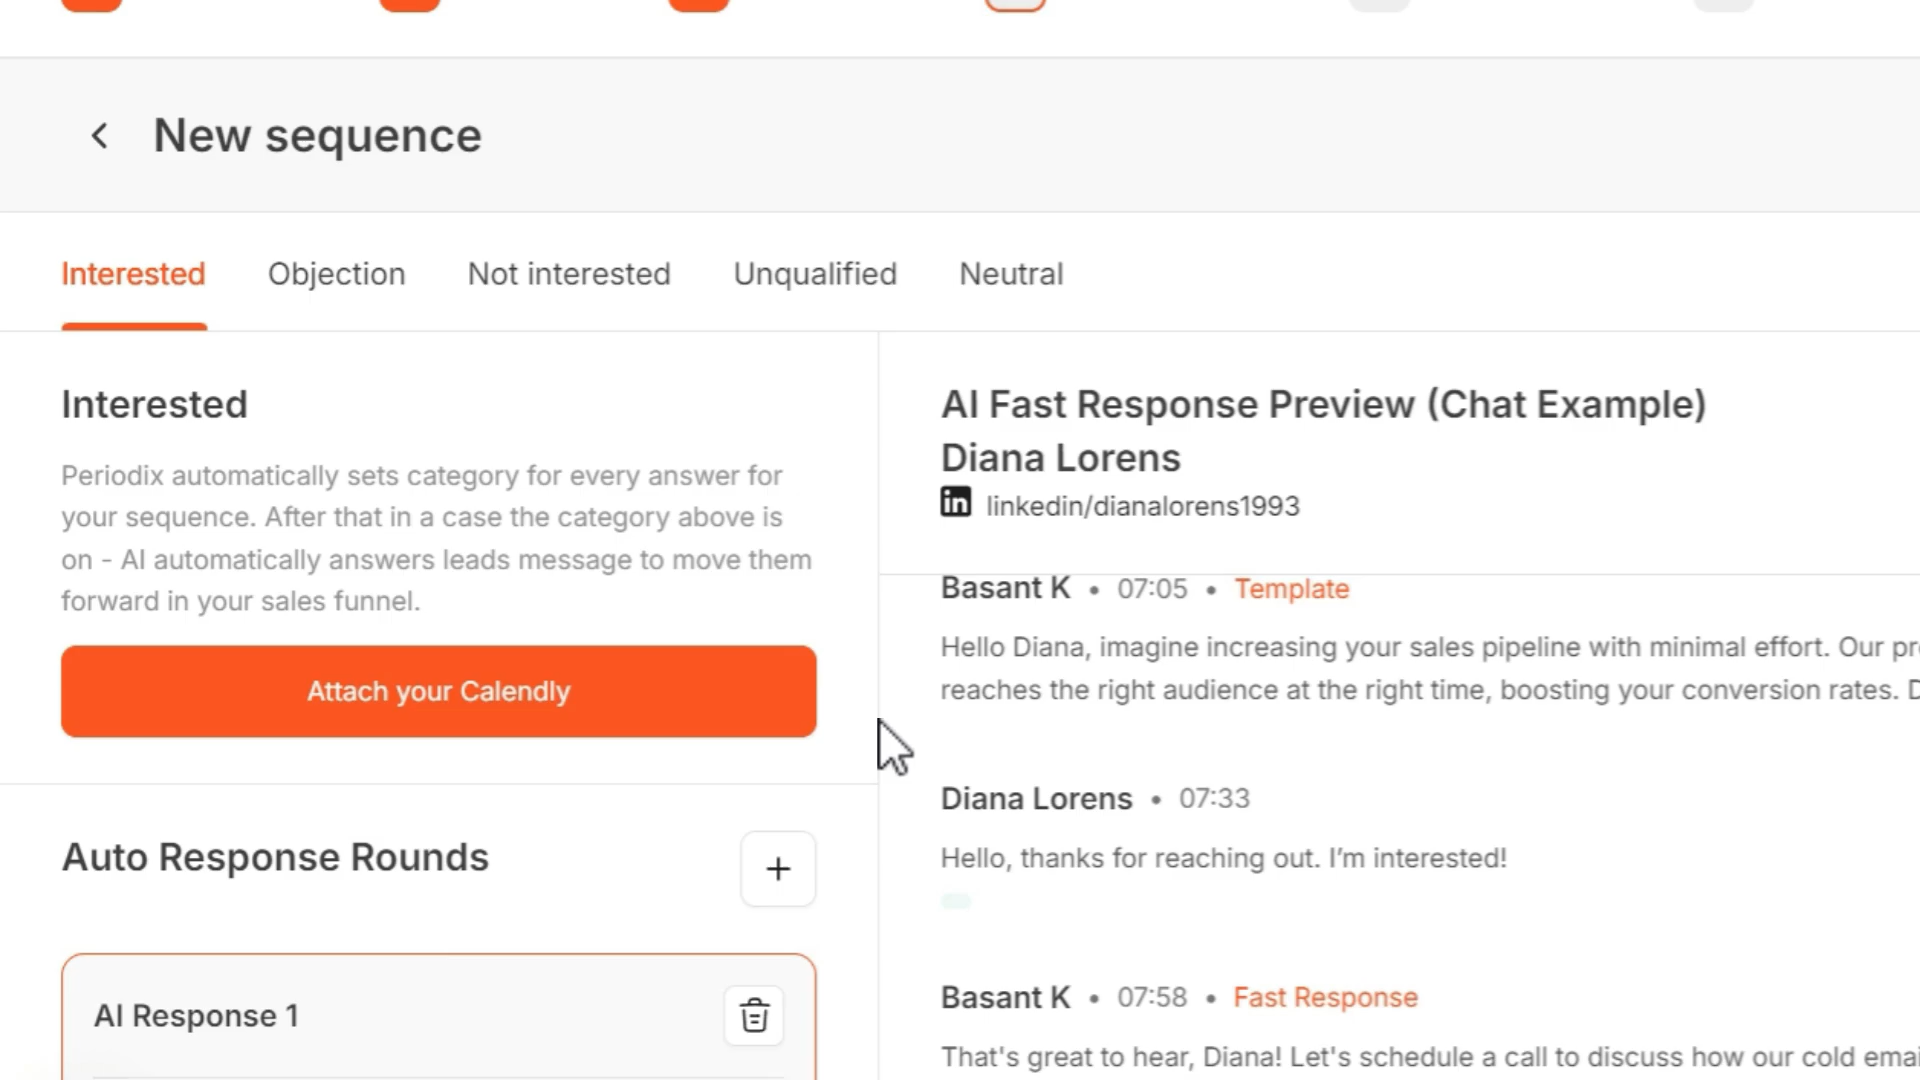 New sequence
Interested
Objection
Not interested
Unqualified
Neutral
Interested
Periodix automatically sets category for every answer for
your sequence. After that in a case the category above is
on - AI automatically answers leads message to move them
forward in your sales funnel.
Attach your Calendly
Auto Response Rounds
AI Response 1
AI Fast Response Preview (Chat Example)
Diana Lorens
linkedin/dianalorens1993
Basant K • 07:05 • Template
Hello Diana, imagine increasing your sales pipeline with minimal effort. Our
reaches the right audience at the right time, boosting your conversion rates.
Diana Lorens • 07:33
Hello, thanks for reaching out. I’m interested!
Basant K • 07:58 • Fast Response
That's great to hear, Diana! Let's schedule a call to discuss how our cold